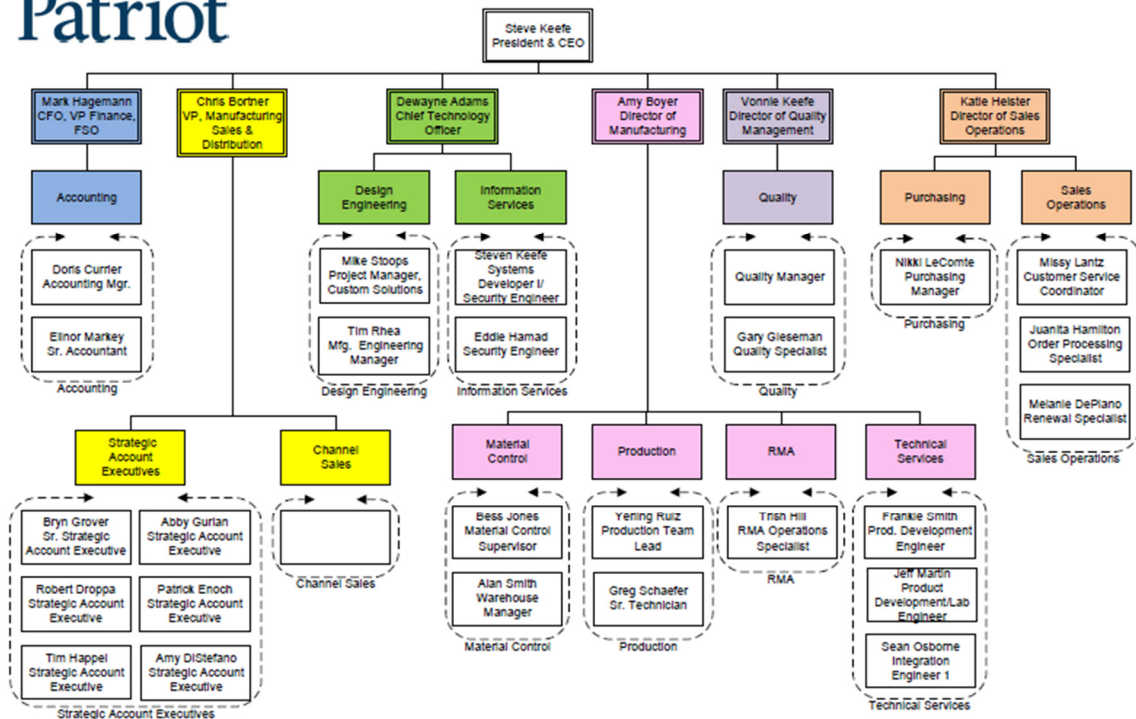 Patriot
Steve Keefe
President & CEO
Mark Hagemann
CFO, VP Finance,
FSO
Chris Bortner
VP, Manufacturing
Sales &
Distribution
Dewayne Adams
Chief Technology
Officer
Amy Boyer
Director of
Manufacturing
Vonnie Keefe
Director of Quality
Management
Katie Heister
Director of Sales
Operations
Accounting
Design
Engineering
Information
Services
Quality
Purchasing
Sales
Operations
Doris Currier
Accounting Mgr.
Elinor Markey
Sr. Accountant
Accounting
Mike Stoops
Project Manager,
Custom Solutions
Tim Rhea
Mfg. Engineering
Manager
Design Engineering
Steven Keefe
Systems
Developer I/
Security Engineer
Eddie Hamad
Security Engineer
Information Services
Quality Manager
Gary Gieseman
Quality Specialist
Quality
Nikki LeComte
Purchasing
Manager
Purchasing
Missy Lantz
Customer Service
Coordinator
Juanita Hamilton
Order Processing
Specialist
Melanie DePiano
Renewal Specialist
Sales Operations
Strategic
Account
Executives
Channel
Sales
Material
Control
Production
RMA
Technical
Services
Bryn Grover
Sr. Strategic
Account Executive
Abby Gurlan
Strategic Account
Executive
Robert Droppa
Strategic Account
Executive
Patrick Enoch
Strategic Account
Executive
Tim Happel
Strategic Account
Executive
Amy DiStefano
Strategic Account
Executive
Strategic Account Executives
Channel Sales
Bess Jones
Material Control
Supervisor
Alan Smith
Warehouse
Manager
Material Control
Yerling Ruiz
Production Team
Lead
Greg Schaefer
Sr. Technician
Production
Trish Hill
RMA Operations
Specialist
RMA
Frankie Smith
Prod. Development
Engineer
Jeff Martin
Product
Development/Lab
Engineer
Sean Osborne
Integration
Engineer 1
Technical Services